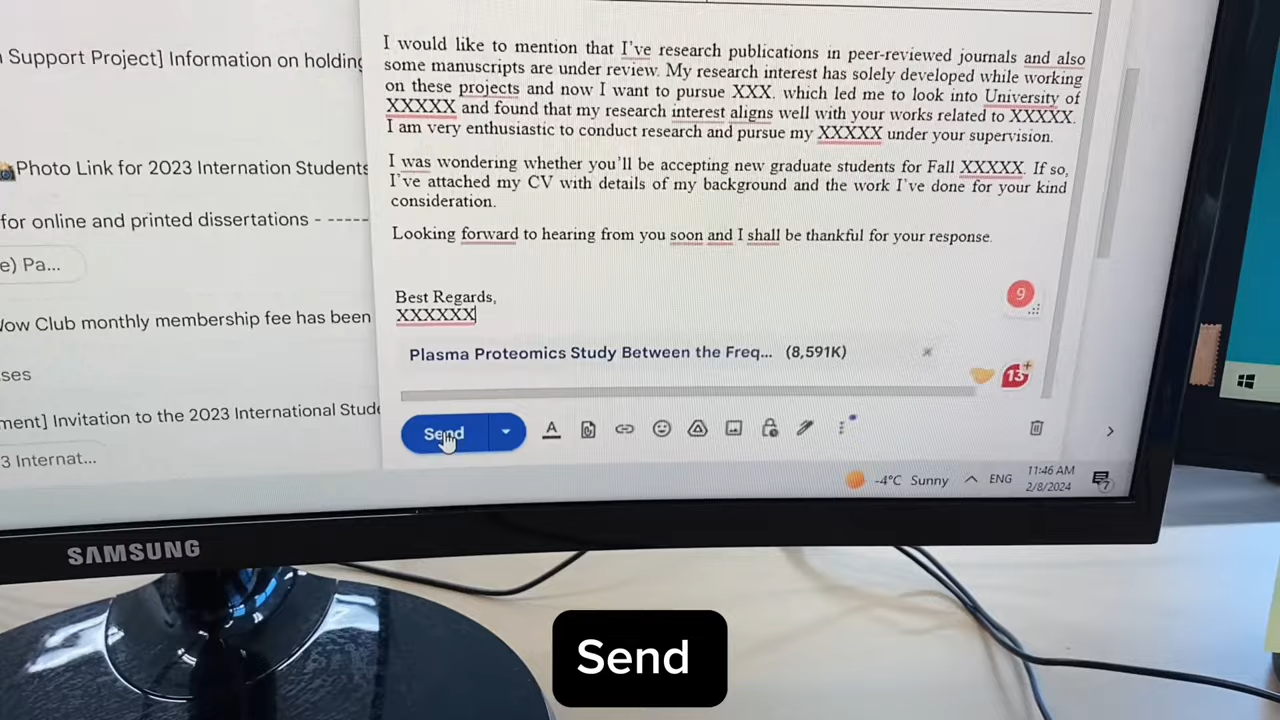 I would like to mention that I've research publications in peer-reviewed journals and also
some manuscripts are under review. My research interest has solely developed while working
on these projects and now I want to pursue XXX. which led me to look into University of
XXXXX and found that my research interest aligns well with your works related to XXXXX.
I am very enthusiastic to conduct research and pursue my XXXXX under your supervision.
I was wondering whether you'll be accepting new graduate students for Fall XXXXX. If so,
I've attached my CV with details of my background and the work I've done for your kind
consideration.
Looking forward to hearing from you soon and I shall be thankful for your response.
Best Regards,
XXXXXX
9
Plasma Proteomics Study Between the Freq... (8,591K)
13
Send
Support Project] Information on holding
Photo Link for 2023 Internation Students
for online and printed dissertations - -----
e) Pa...
Wow Club monthly membership fee has been
ses
ment] Invitation to the 2023 International Stude
3 Internat...
-4°C Sunny
ENG
11:46 AM
2/8/2024
7
SAMSUNG
Send